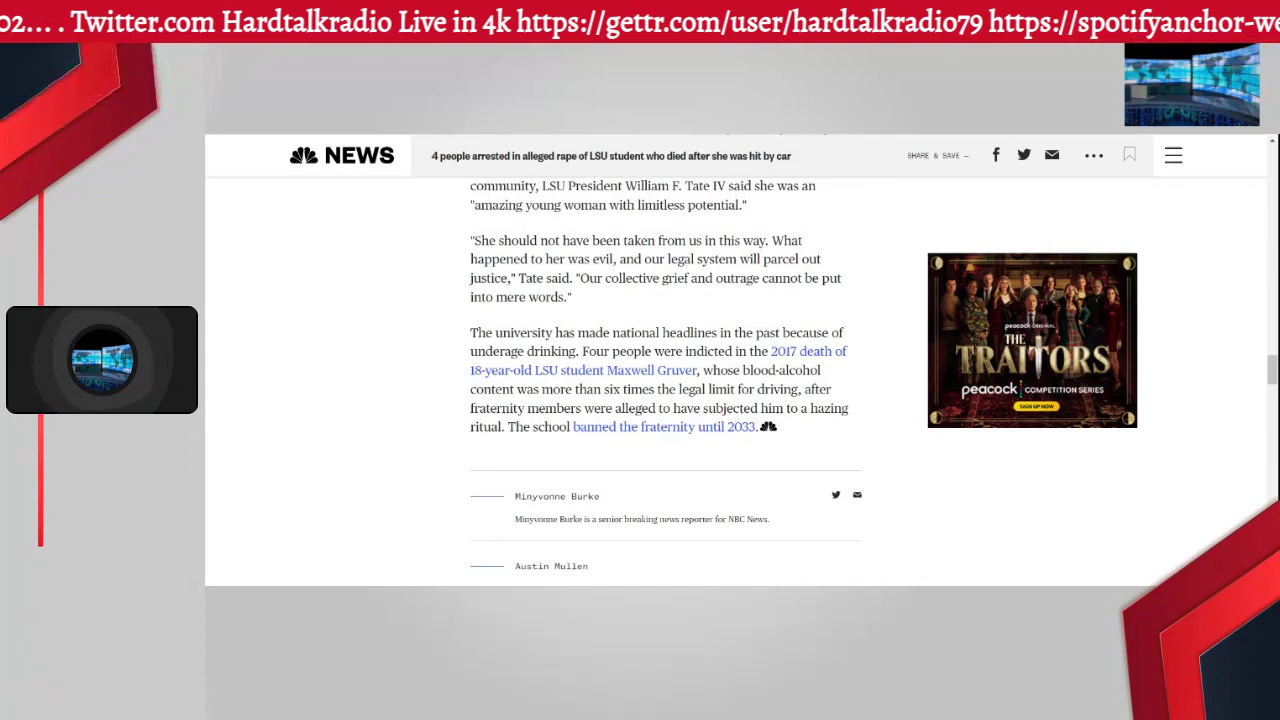 02... . Twitter.com Hardtalkradio Live in 4k https://gettr.com/user/hardtalkradio79 https://spotifyanchor-we
NEWS
4 people arrested in alleged rape of LSU student who died after she was hit by car
SHARE & SAVE —
community, LSU President William F. Tate IV said she was an
"amazing young woman with limitless potential."
"She should not have been taken from us in this way. What
happened to her was evil, and our legal system will parcel out
justice," Tate said. "Our collective grief and outrage cannot be put
into mere words."
The university has made national headlines in the past because of
underage drinking. Four people were indicted in the 2017 death of
18-year-old LSU student Maxwell Gruver, whose blood-alcohol
content was more than six times the legal limit for driving, after
fraternity members were alleged to have subjected him to a hazing
ritual. The school banned the fraternity until 2033.
peacock ORIGINAL
THE
TRAITORS
peacock COMPETITION SERIES
SIGN UP NOW
Minyvonne Burke
Minyvonne Burke is a senior breaking news reporter for NBC News.
Austin Mullen